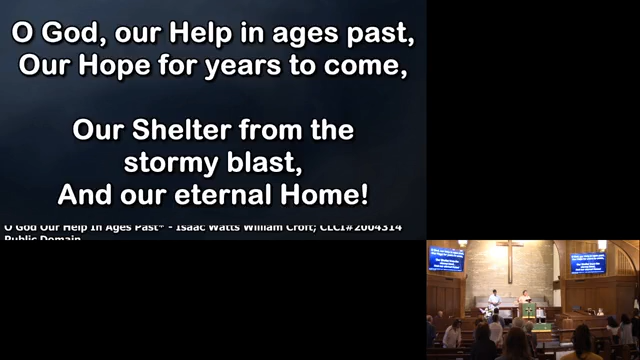 O God, our Help in ages past,
Our Hope for years to come,
Our Shelter from the
stormy blast,
And our eternal Home!
O God Our Help In Ages Past* - Isaac Watts William Croft; CLCI#2004314
Public Domain